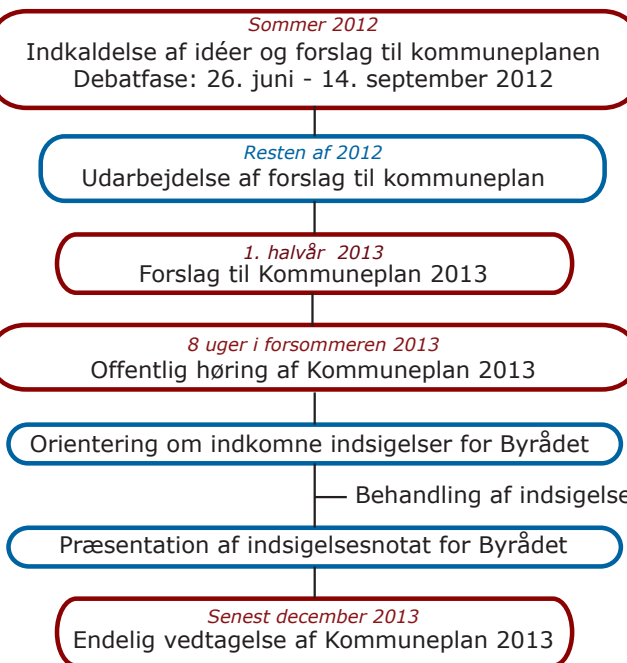 Sommer 2012
Indkaldelse af idéer og forslag til kommuneplanen
Debatfase: 26. juni - 14. september 2012
Resten af 2012
Udarbejdelse af forslag til kommuneplan
1. halvår 2013
Forslag til Kommuneplan 2013
8 uger i forsommeren 2013
Offentlig høring af Kommuneplan 2013
Orientering om indkomne indsigelser for Byrådet
Behandling af indsigelse
Præsentation af indsigelsesnotat for Byrådet
Senest december 2013
Endelig vedtagelse af Kommuneplan 2013